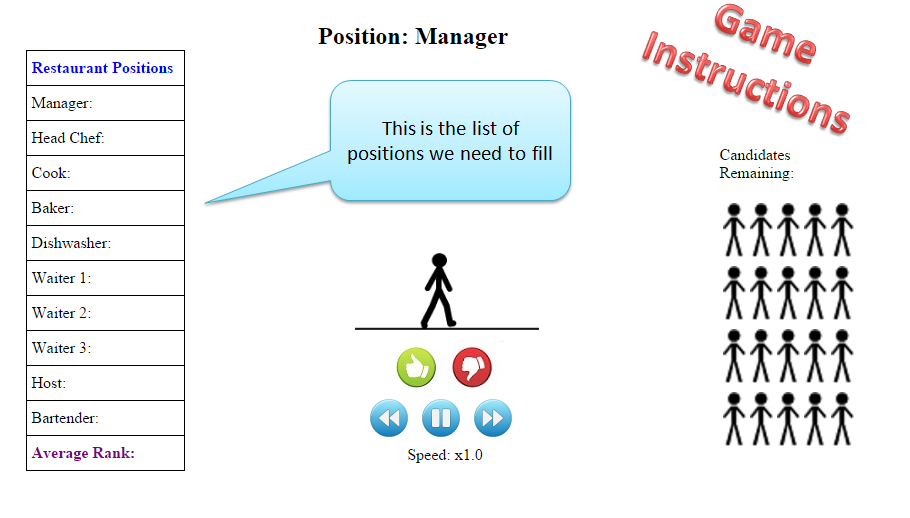 Position: Manager
Game
Instructions
Restaurant Positions
Manager:
Head Chef:
Cook:
Baker:
Dishwasher:
Waiter 1:
Waiter 2:
Waiter 3:
Host:
Bartender:
Average Rank:
This is the list of
positions we need to fill
Candidates
Remaining:
Speed: x1.0